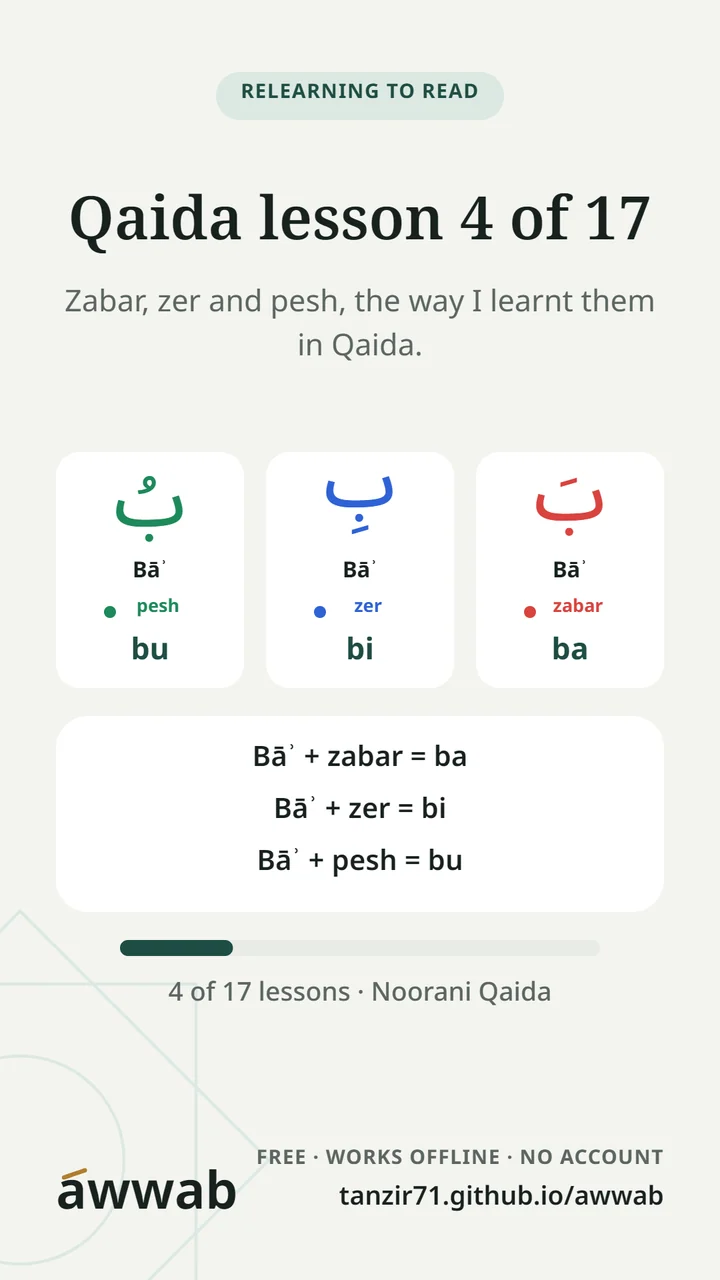 RELEARNING TO READ
Qaida lesson 4 of 17
Zabar, zer and pesh, the way I learnt them
in Qaida.
بَ
Bāʾ
zabar
ba
بِ
Bāʾ
zer
bi
بُ
Bāʾ
pesh
bu
Bāʾ + zabar = ba
Bāʾ + zer = bi
Bāʾ + pesh = bu
4 of 17 lessons · Noorani Qaida
awwab
FREE · WORKS OFFLINE · NO ACCOUNT
tanzir71.github.io/awwab